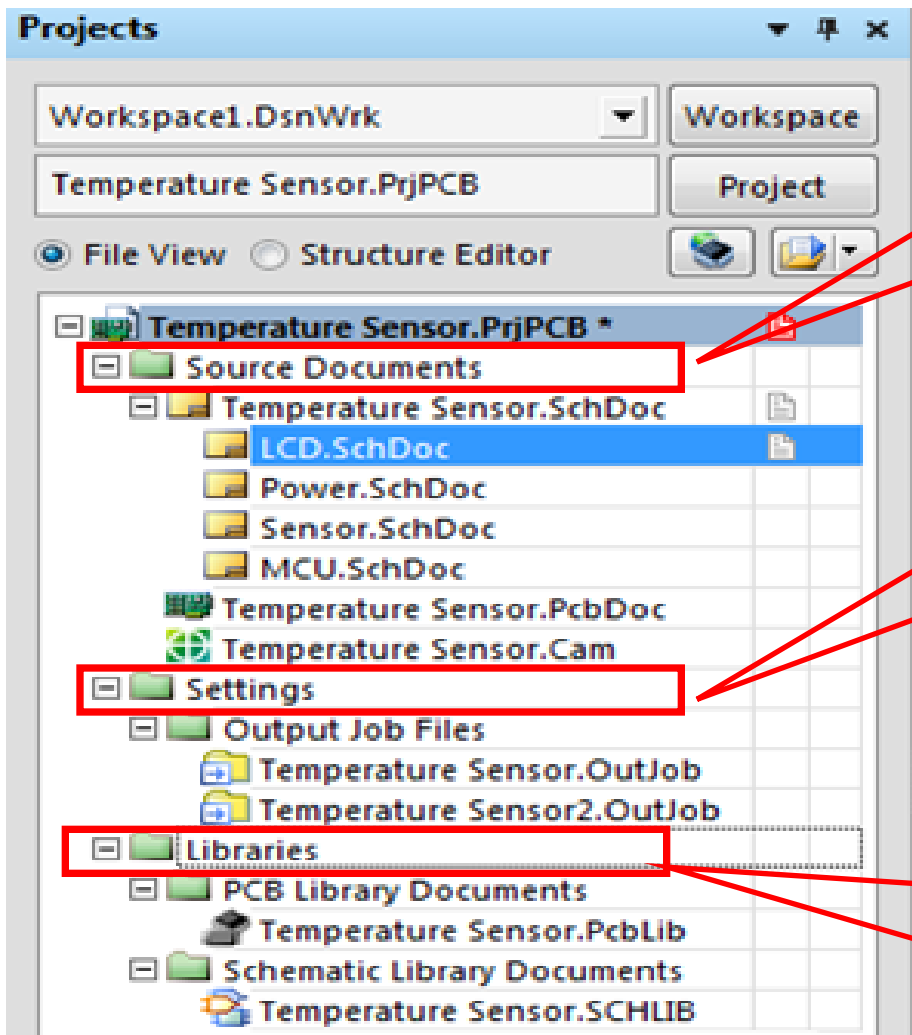 Projects
Workspace1.DsnWrk Workspace
Temperature Sensor.PrjPCB Project
File View Structure Editor
Temperature Sensor.PrjPCB *
Source Documents
Temperature Sensor.SchDoc
LCD.SchDoc
Power.SchDoc
Sensor.SchDoc
MCU.SchDoc
Temperature Sensor.PcbDoc
Temperature Sensor.Cam
Settings
Output Job Files
Temperature Sensor.OutJob
Temperature Sensor2.OutJob
Libraries
PCB Library Documents
Temperature Sensor.PcbLib
Schematic Library Documents
Temperature Sensor.SCHLIB